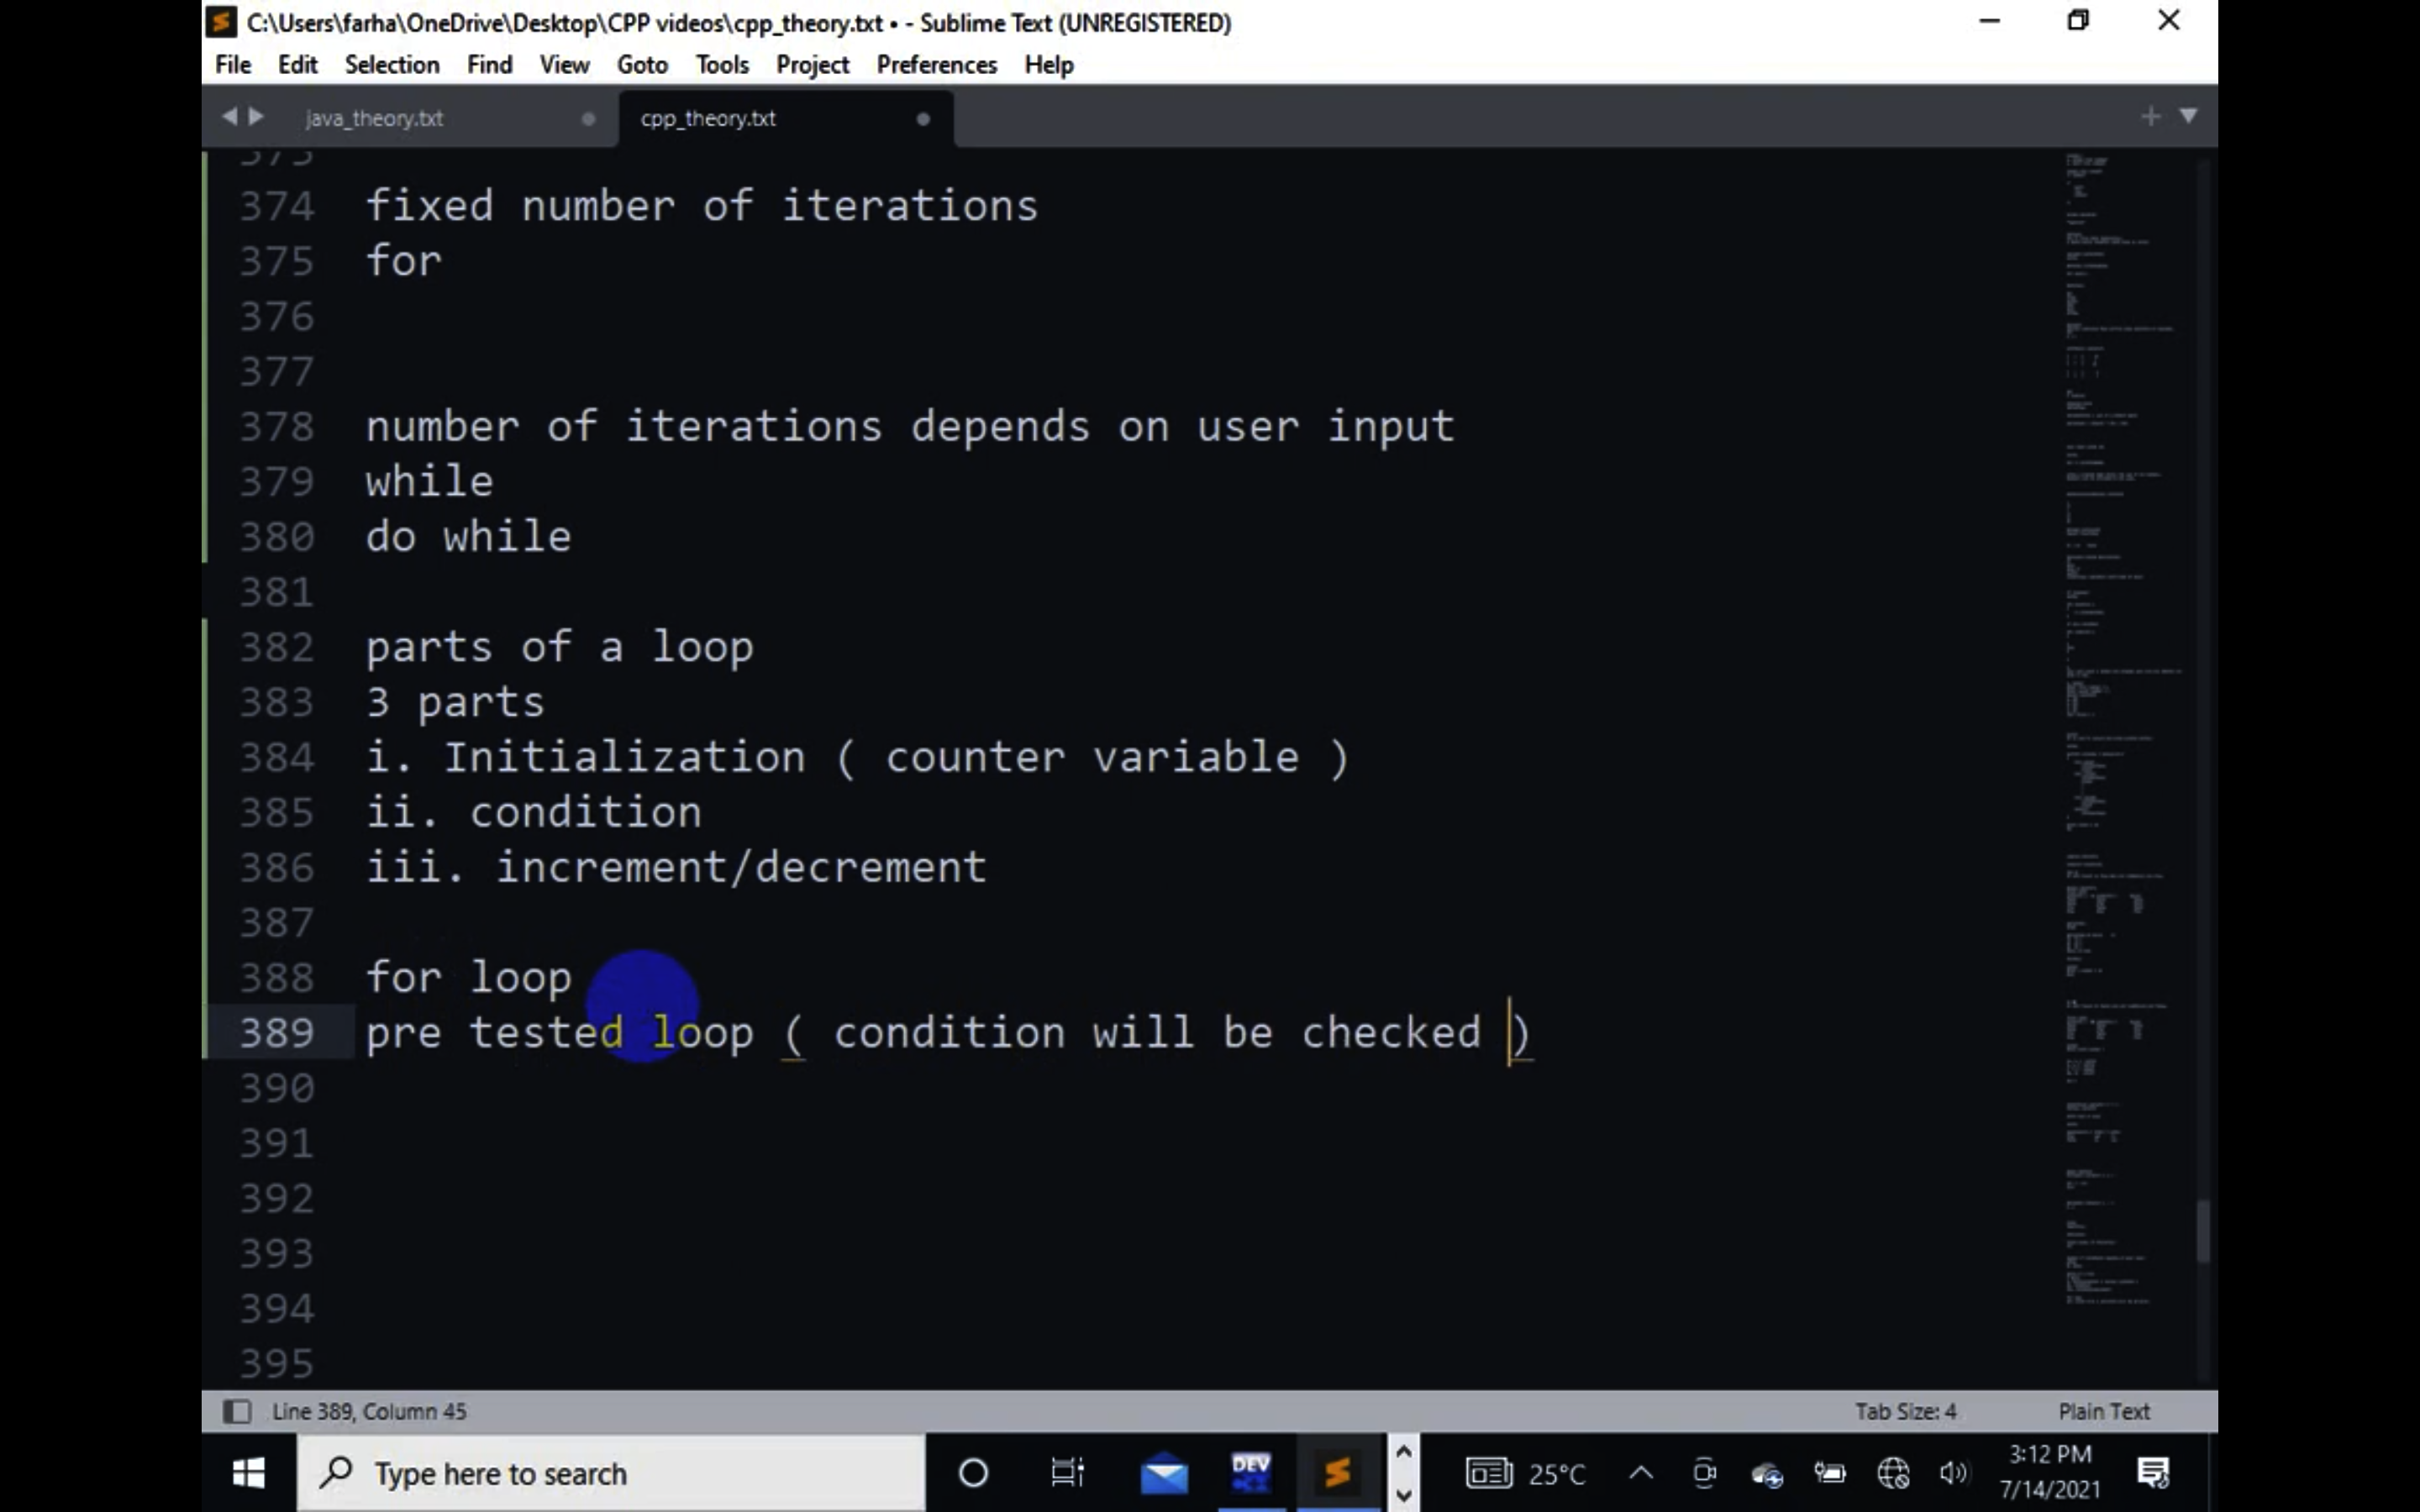 C:\Users\farha\OneDrive\Desktop\CPP videos\cpp_theory.txt • - Sublime Text (UNREGISTERED)
File Edit Selection Find View Goto Tools Project Preferences Help
java_theory.txt cpp_theory.txt
373
374 fixed number of iterations
375 for
376
377
378 number of iterations depends on user input
379 while
380 do while
381
382 parts of a loop
383 3 parts
384 i. Initialization ( counter variable )
385 ii. condition
386 iii. increment/decrement
387
388 for loop
389 pre tested loop ( condition will be checked )
390
391
392
393
394
395
Line 389, Column 45 Tab Size: 4 Plain Text
Type here to search DEV 25°C 3:12 PM
7/14/2021